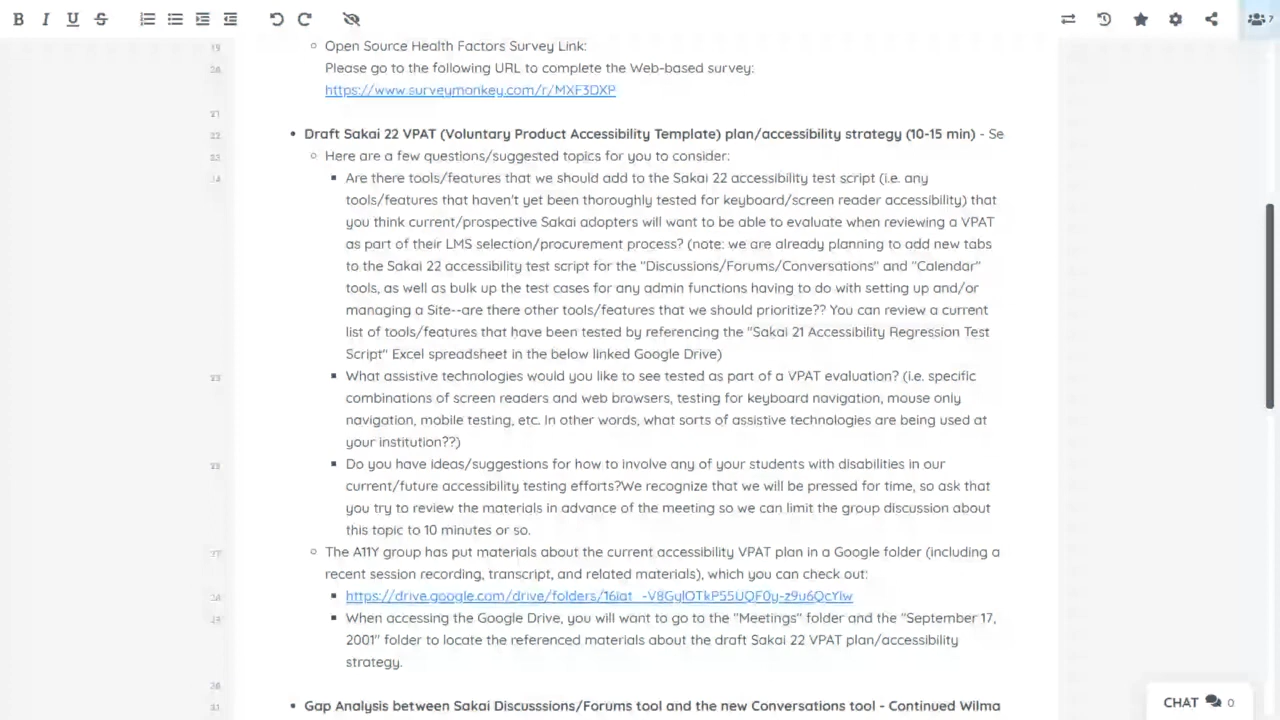 19
Open Source Health Factors Survey Link:
20
Please go to the following URL to complete the Web-based survey:
https://www.surveymonkey.com/r/MXF3DXP
21
22
Draft Sakai 22 VPAT (Voluntary Product Accessibility Template) plan/accessibility strategy (10-15 min) - Se
23
Here are a few questions/suggested topics for you to consider:
24
Are there tools/features that we should add to the Sakai 22 accessibility test script (i.e. any
tools/features that haven't yet been thoroughly tested for keyboard/screen reader accessibility) that
you think current/prospective Sakai adopters will want to be able to evaluate when reviewing a VPAT
as part of their LMS selection/procurement process? (note: we are already planning to add new tabs
to the Sakai 22 accessibility test script for the "Discussions/Forums/Conversations" and "Calendar"
tools, as well as bulk up the test cases for any admin functions having to do with setting up and/or
managing a Site--are there other tools/features that we should prioritize?? You can review a current
list of tools/features that have been tested by referencing the "Sakai 21 Accessibility Regression Test
Script" Excel spreadsheet in the below linked Google Drive)
What assistive technologies would you like to see tested as part of a VPAT evaluation? (i.e. specific
combinations of screen readers and web browsers, testing for keyboard navigation, mouse only
navigation, mobile testing, etc. In other words, what sorts of assistive technologies are being used at
your institution??)
Do you have ideas/suggestions for how to involve any of your students with disabilities in our
current/future accessibility testing efforts?We recognize that we will be pressed for time, so ask that
you try to review the materials in advance of the meeting so we can limit the group discussion about
this topic to 10 minutes or so.
27
The A11Y group has put materials about the current accessibility VPAT plan in a Google folder (including a
recent session recording, transcript, and related materials), which you can check out:
When accessing the Google Drive, you will want to go to the "Meetings" folder and the "September 17,
2001" folder to locate the referenced materials about the draft Sakai 22 VPAT plan/accessibility
strategy.
30
31
Gap Analysis between Sakai Discusssions/Forums tool and the new Conversations tool - Continued Wilma
7
CHAT 0